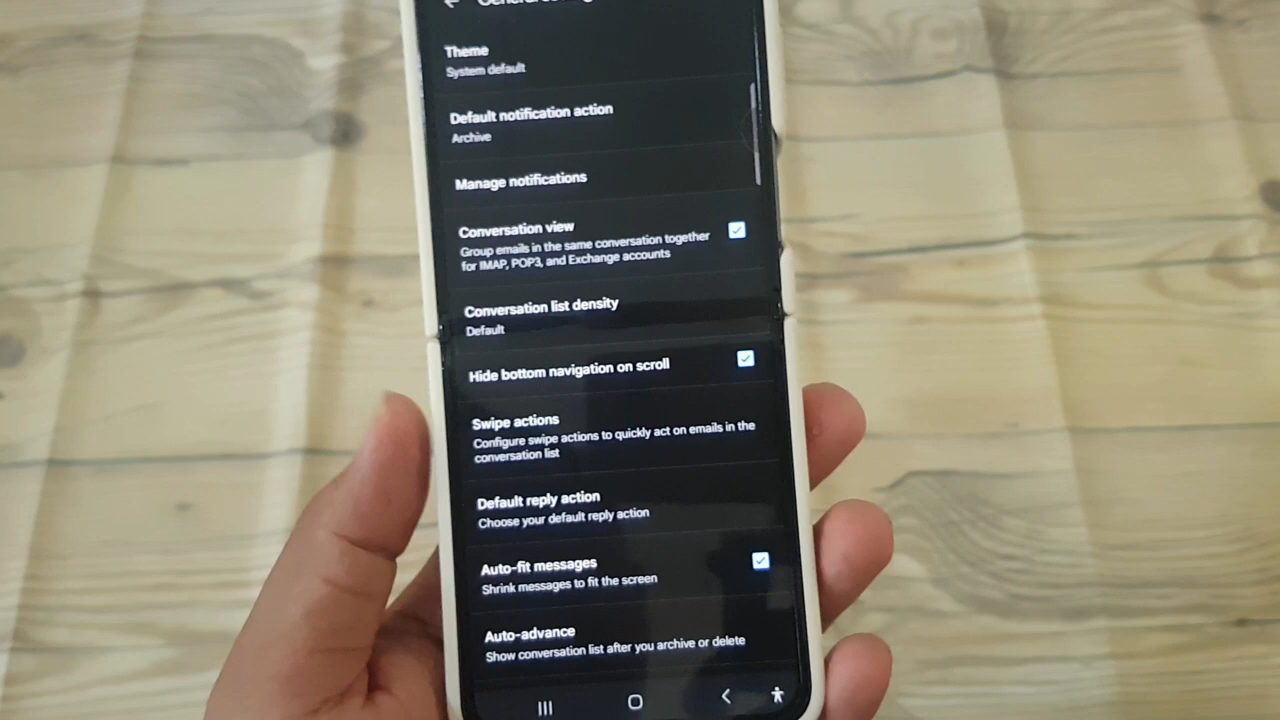 Theme
System default
Default notification action
Archive
Manage notifications
Conversation view
Group emails in the same conversation together
for IMAP, POP3, and Exchange accounts
Conversation list density
Default
Hide bottom navigation on scroll
Swipe actions
Configure swipe actions to quickly act on emails in the
conversation list
Default reply action
Choose your default reply action
Auto-fit messages
Shrink messages to fit the screen
Auto-advance
Show conversation list after you archive or delete